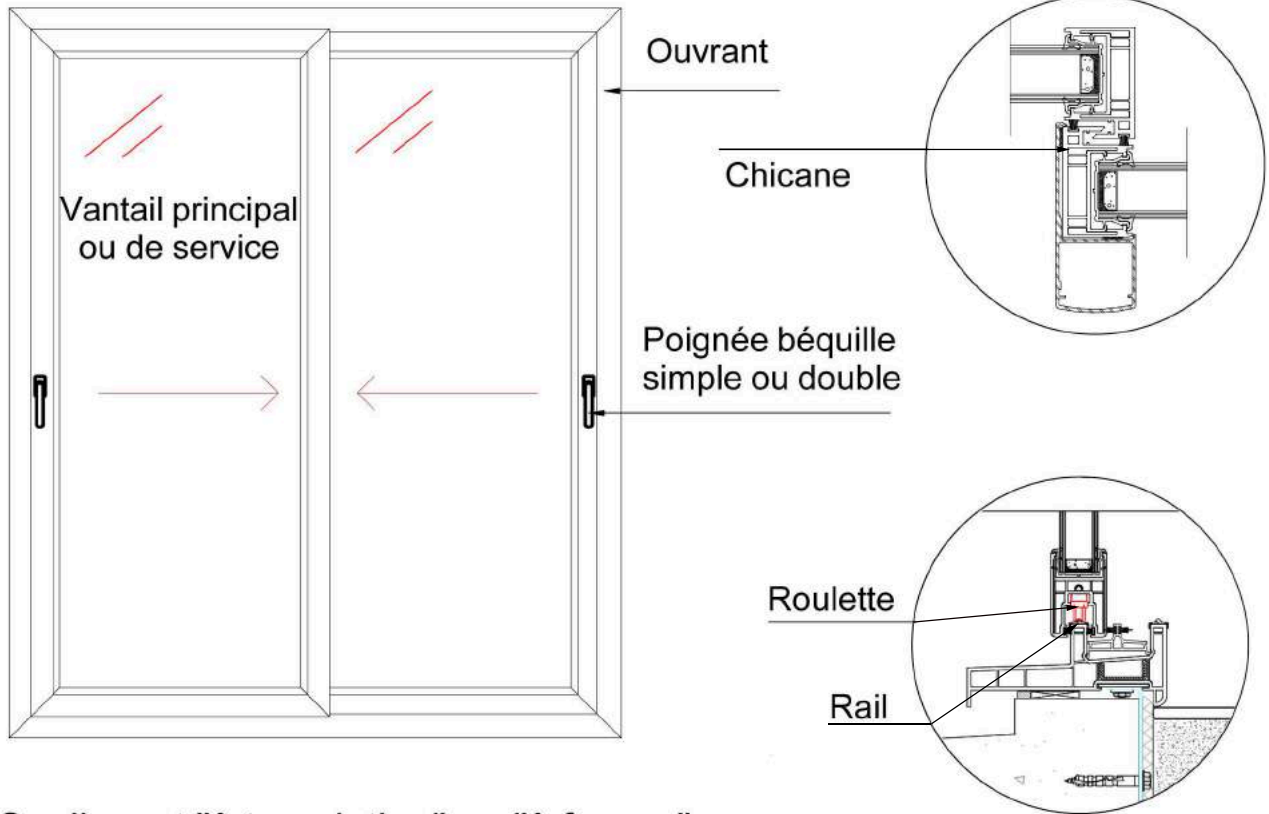 Ouvrant
Chicane
Vantail principal
ou de service
Poignée béquille
simple ou double
Roulette
Rail